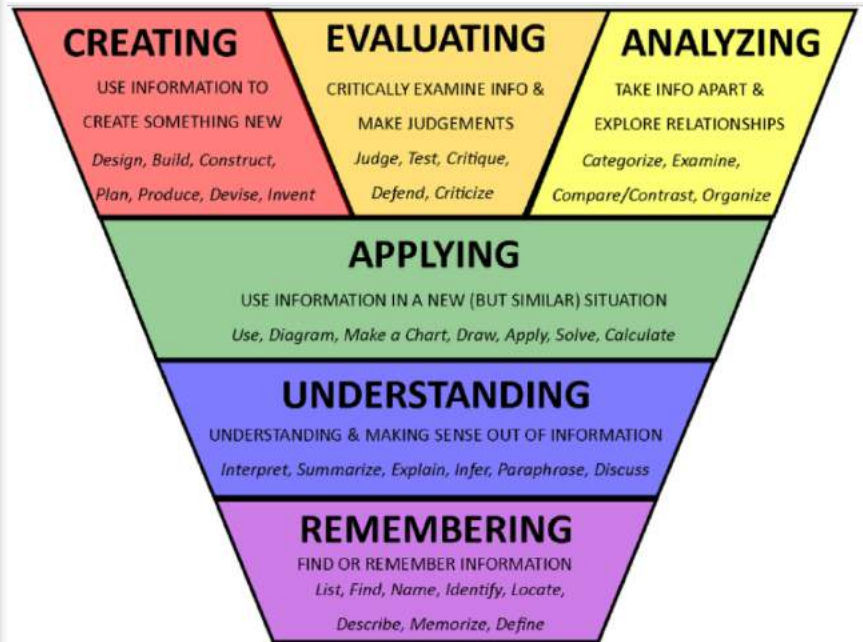 CREATING
USE INFORMATION TO
CREATE SOMETHING NEW
Design, Build, Construct,
Plan, Produce, Devise, Invent
EVALUATING
CRITICALLY EXAMINE INFO &
MAKE JUDGEMENTS
Judge, Test, Critique,
Defend, Criticize
ANALYZING
TAKE INFO APART &
EXPLORE RELATIONSHIPS
Categorize, Examine,
Compare/Contrast, Organize
APPLYING
USE INFORMATION IN A NEW (BUT SIMILAR) SITUATION
Use, Diagram, Make a Chart, Draw, Apply, Solve, Calculate
UNDERSTANDING
UNDERSTANDING & MAKING SENSE OUT OF INFORMATION
Interpret, Summarize, Explain, Infer, Paraphrase, Discuss
REMEMBERING
FIND OR REMEMBER INFORMATION
List, Find, Name, Identify, Locate,
Describe, Memorize, Define